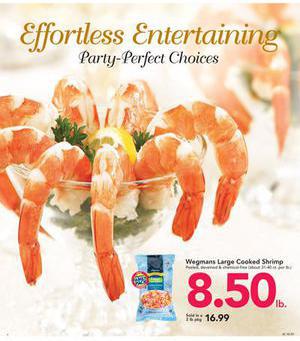 Effortless Entertaining
Party-Perfect Choices
Wegmans Large Cooked Shrimp
Peeled, deveined & chemical-free (about 31-40 ct. per lb.)
8.50 lb.
Sold in a
2 lb pkg 16.99